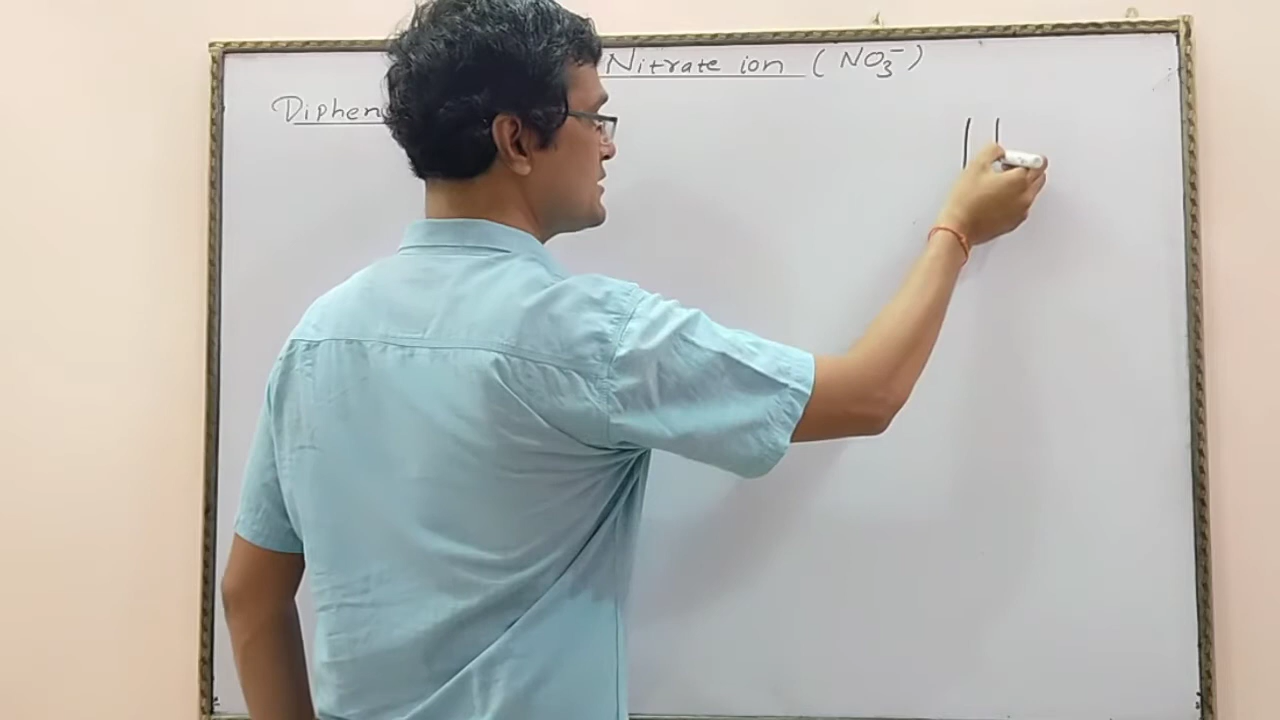 Nitrate ion (NO₃⁻)
Diphen